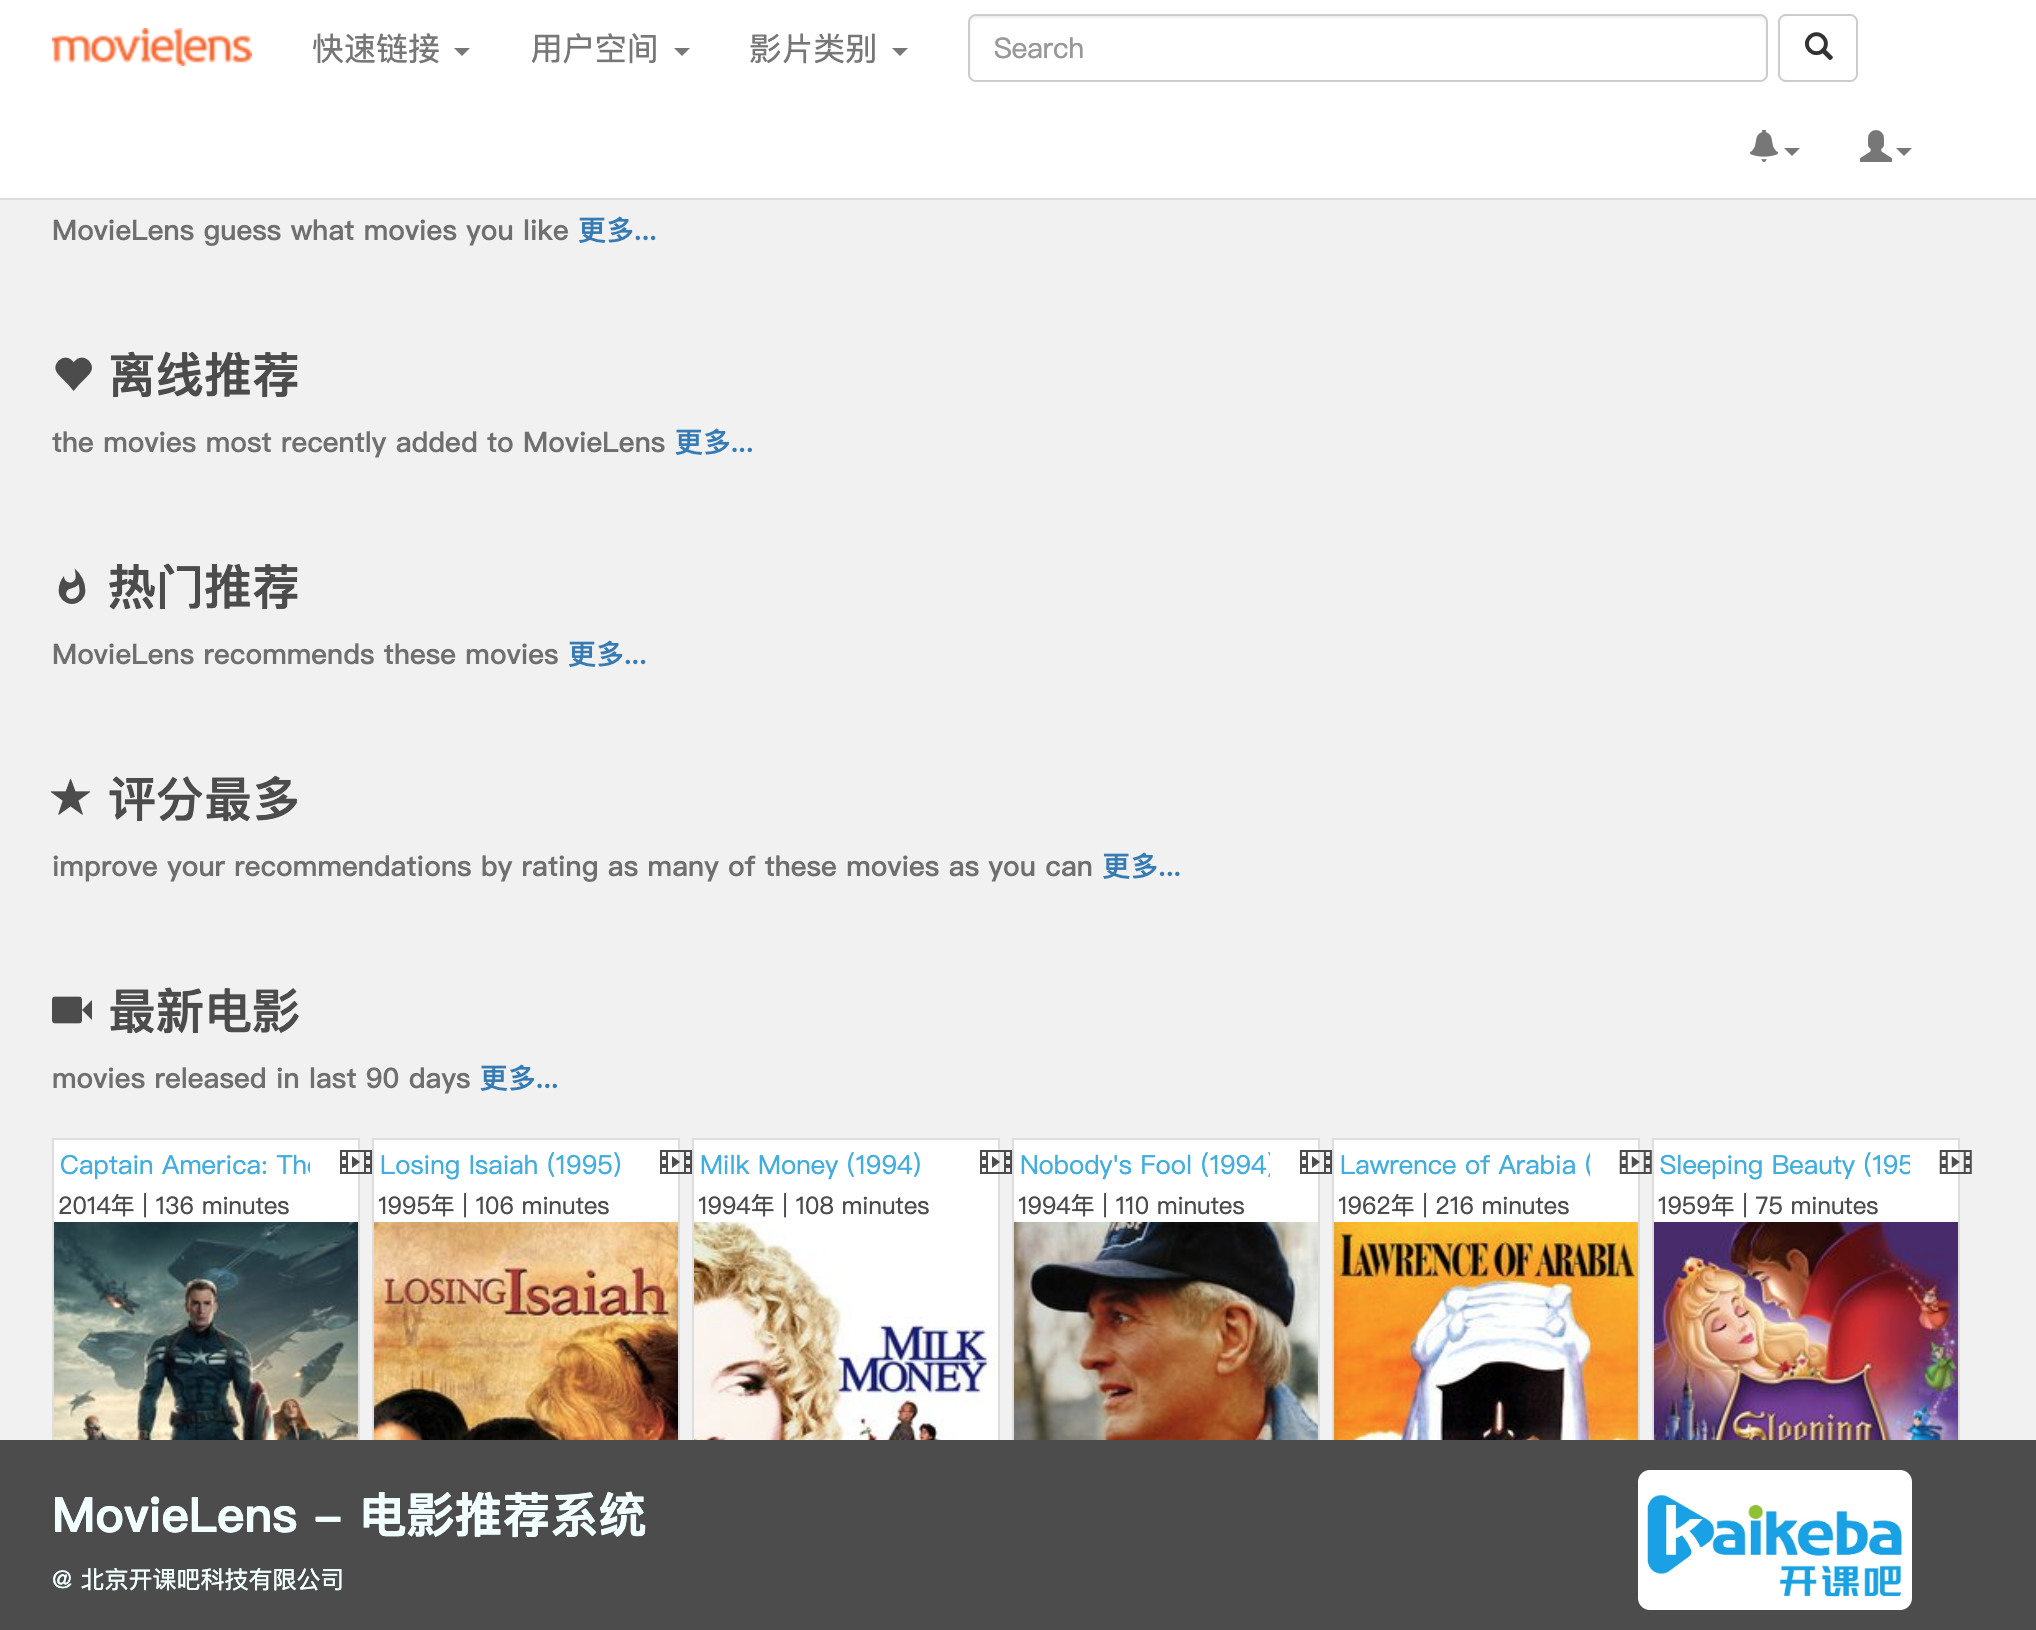 movielens 快速链接 用户空间 影片类别 Search
MovieLens guess what movies you like 更多...
离线推荐
the movies most recently added to MovieLens 更多...
热门推荐
MovieLens recommends these movies 更多...
评分最多
improve your recommendations by rating as many of these movies as you can 更多...
最新电影
movies released in last 90 days 更多...
Captain America: The
2014年 | 136 minutes
Losing Isaiah (1995)
1995年 | 106 minutes
LOSING Isaiah
Milk Money (1994)
1994年 | 108 minutes
MILK
MONEY
Nobody's Fool (1994)
1994年 | 110 minutes
Lawrence of Arabia (
1962年 | 216 minutes
LAWRENCE OF ARABIA
Sleeping Beauty (195
1959年 | 75 minutes
Sleeping
MovieLens – 电影推荐系统
@ 北京开课吧科技有限公司
Kaikeba
开课吧